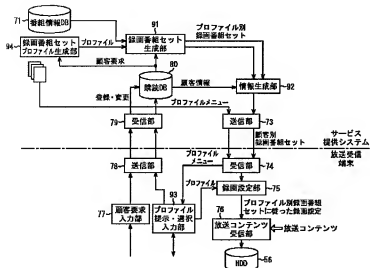 71
番組情報DB
91
録画番組セット
生成部
プロファイル別
録画番組セット
94
録画番組セット
プロファイル生成部
プロファイル
顧客要求
80
購読DB
顧客情報
情報生成部
92
登録・変更
プロファイルメニュー
79
受信部
送信部
73
顧客別
録画番組セット
サービス
提供システム
放送受信
端末
78
送信部
プロファイル
メニュー
受信部
74
93
プロファイル
録画設定部
75
77
顧客要求
入力部
プロファイル
提示・選択
入力部
プロファイル別録画番組
セットに従った録画設定
76
放送コンテンツ
受信部
放送コンテンツ
HDD
56